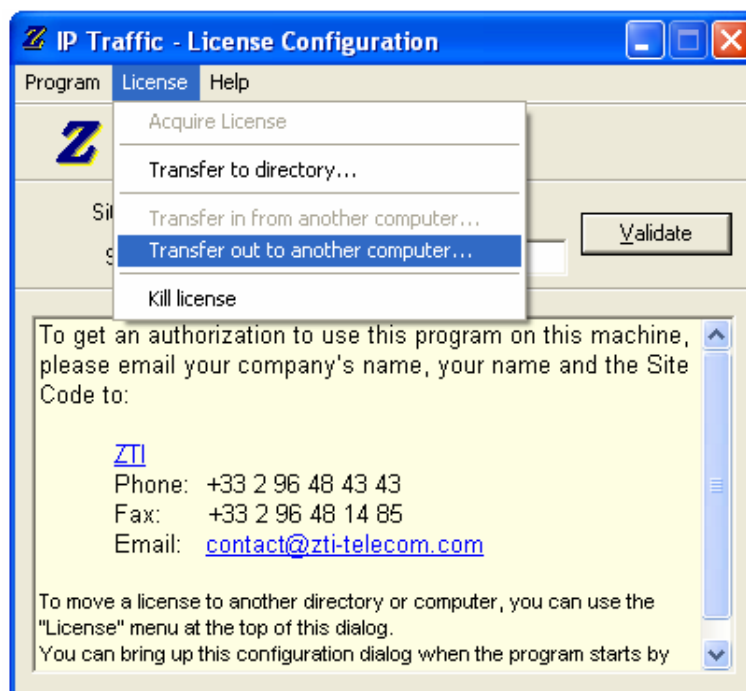 IP Traffic - License Configuration
Program License Help
Acquire License
Transfer to directory...
Transfer in from another computer...
Transfer out to another computer...
Kill license
Validate
To get an authorization to use this program on this machine,
please email your company's name, your name and the Site
Code to:
ZTI
Phone: +33 2 96 48 43 43
Fax: +33 2 96 48 14 85
Email: contact@zti-telecom.com
To move a license to another directory or computer, you can use the
"License" menu at the top of this dialog.
You can bring up this configuration dialog when the program starts by